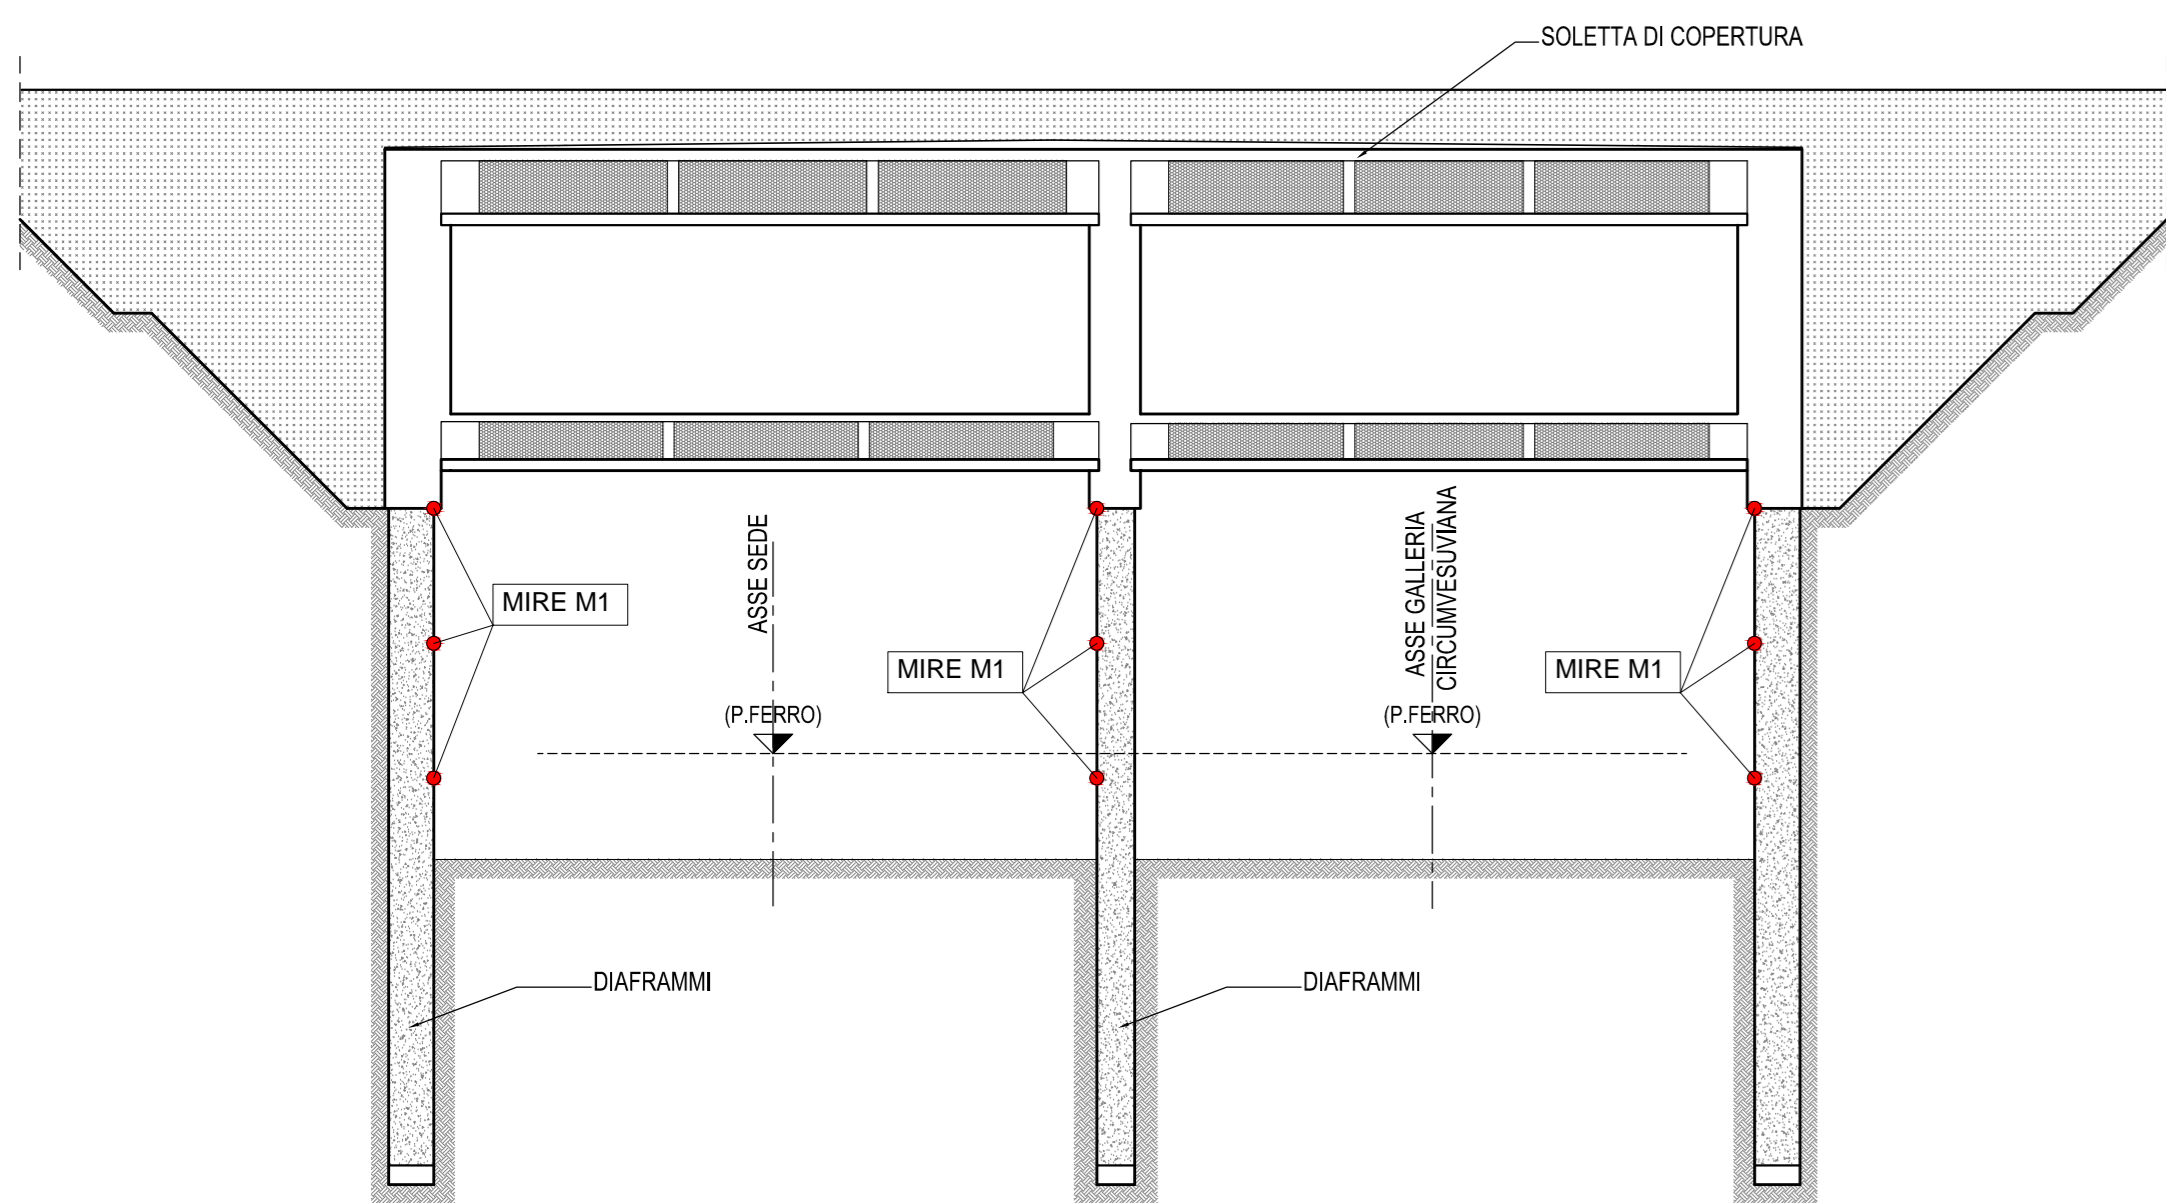 SOLETTA DI COPERTURA
ASSE SEDE
ASSE GALLERIA
CIRCUMVESUVIANA
MIRE M1
MIRE M1
MIRE M1
(P.FERRO)
(P.FERRO)
DIAFRAMMI
DIAFRAMMI